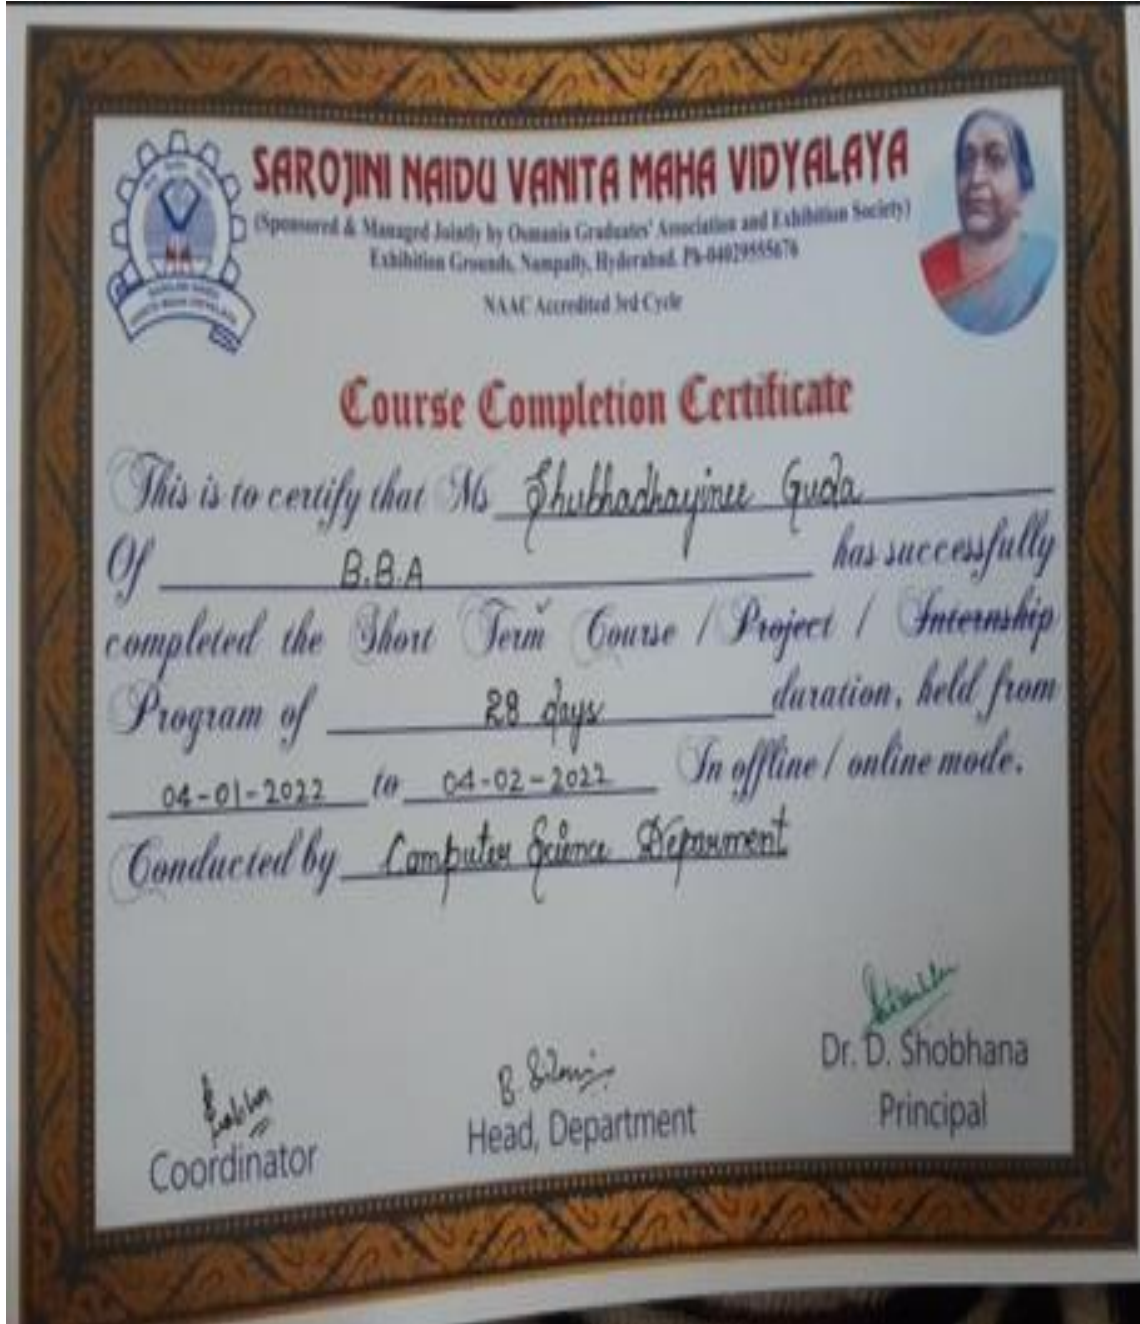 SAROJINI NAIDU VANITA MAHA VIDYALAYA
(Sponsored & Managed Jointly by Osmania Graduates' Association and Exhibition Society)
Exhibition Grounds, Nampally, Hyderabad. Ph-04029555676
NAAC Accredited 3rd Cycle
Course Completion Certificate
This is to certify that Ms Shubhadhayinee Guda
Of B.B.A has successfully
completed the Short Term Course / Project / Internship
Program of 28 days duration, held from
04-01-2022 to 04-02-2022 In offline / online mode.
Conducted by Computer Science Deparment
Dr. D. Shobhana
Principal
Head, Department
Coordinator